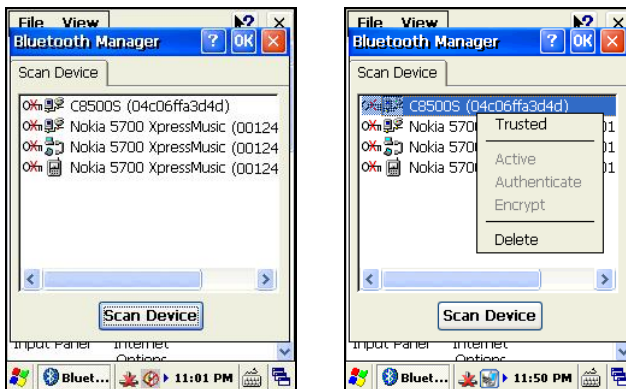 File View
Bluetooth Manager ? OK
Scan Device
C8500S (04c06ffa3d4d)
Nokia 5700 XpressMusic (00124
Nokia 5700 XpressMusic (00124
Nokia 5700 XpressMusic (00124
Scan Device
Input Panel Internet
Options
Bluet... 11:01 PM
File View
Bluetooth Manager ? OK
Scan Device
C8500S (04c06ffa3d4d)
Nokia 570
Nokia 570
Nokia 570
Trusted
Active
Authenticate
Encrypt
Delete
Scan Device
Input Panel Internet
Options
Bluet... 11:50 PM